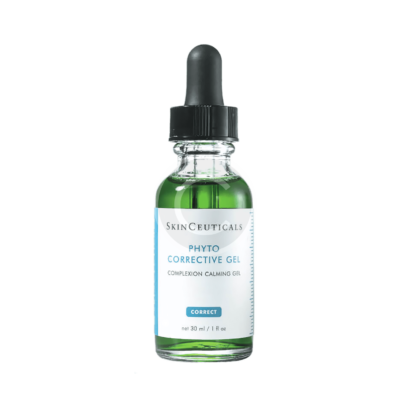 SKINCEUTICALS
PHYTO
CORRECTIVE GEL
COMPLEXION CALMING GEL
CORRECT
net 30 ml / 1 fl oz